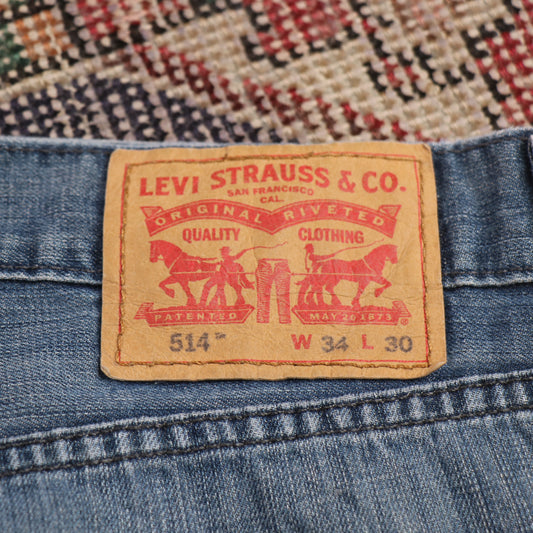 LEVI STRAUSS & CO.
SAN FRANCISCO
CAL.
ORIGINAL RIVETED
QUALITY CLOTHING
PATENTED MAY 20 1873 ®
514™ W 34 L 30